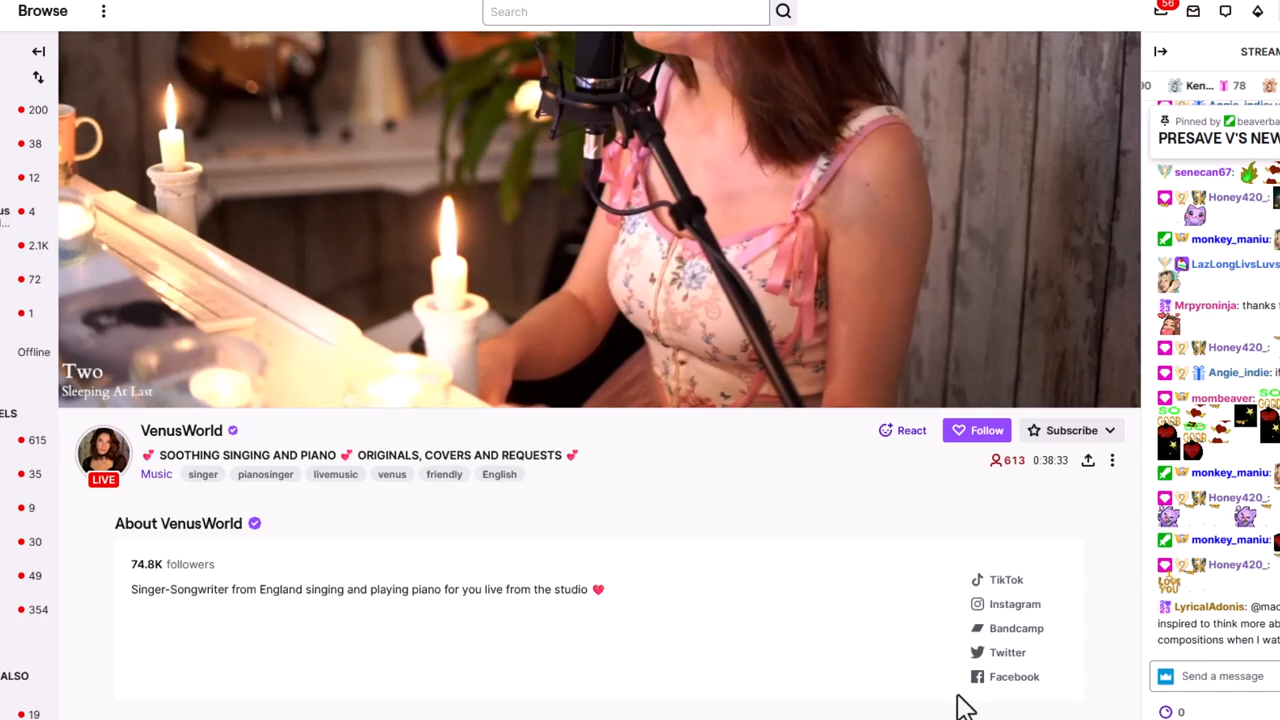 Browse
Search
56
STREAM
200
38
12
4
2.1K
72
1
Offline
615
35
9
30
49
354
ALSO
19
Two
Sleeping At Last
VenusWorld
LIVE
💕 SOOTHING SINGING AND PIANO 💕 ORIGINALS, COVERS AND REQUESTS 💕
Music singer pianosinger livemusic venus friendly English
React Follow Subscribe
613 0:38:33
About VenusWorld
74.8K followers
Singer-Songwriter from England singing and playing piano for you live from the studio ❤️
TikTok
Instagram
Bandcamp
Twitter
Facebook
Ken... 78
Pinned by beaverba
PRESAVE V'S NEW
senecan67:
Honey420_:
monkey_maniu:
LazLongLivsLuvs
Mrpyroninja: thanks
Honey420_:
Angie_indie: if
mombeaver:
monkey_maniu:
Honey420_:
monkey_maniu:
Honey420_:
LOVE
YOU
LyricalAdonis: @mad
inspired to think more ab
compositions when I wat
Send a message
0